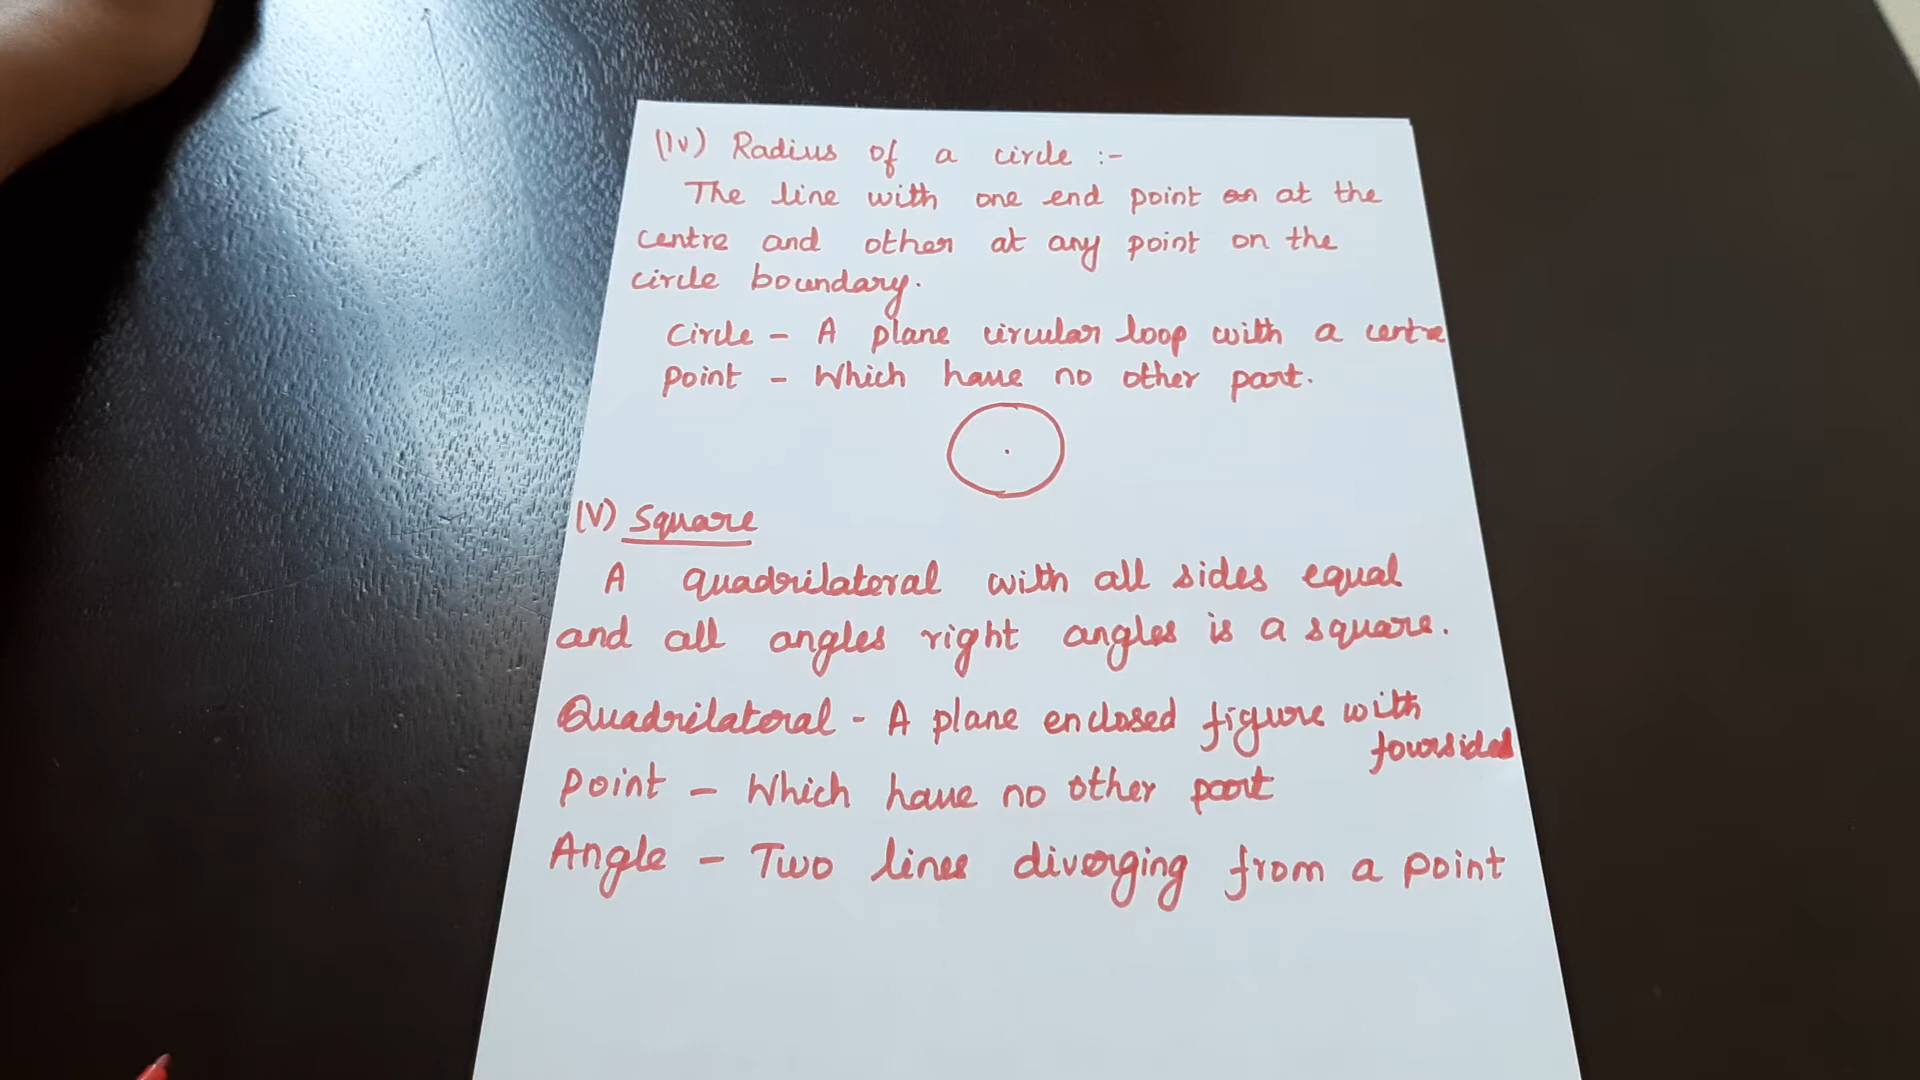 (iv) Radius of a circle :-
The line with one end point on at the
centre and other at any point on the
circle boundary.
Circle - A plane circular loop with a centre
Point - Which have no other part.
(V) Square
A quadrilateral with all sides equal
and all angles right angles is a square.
Quadrilateral - A plane enclosed figure with
foursides
Point - Which have no other part
Angle - Two lines diverging from a point